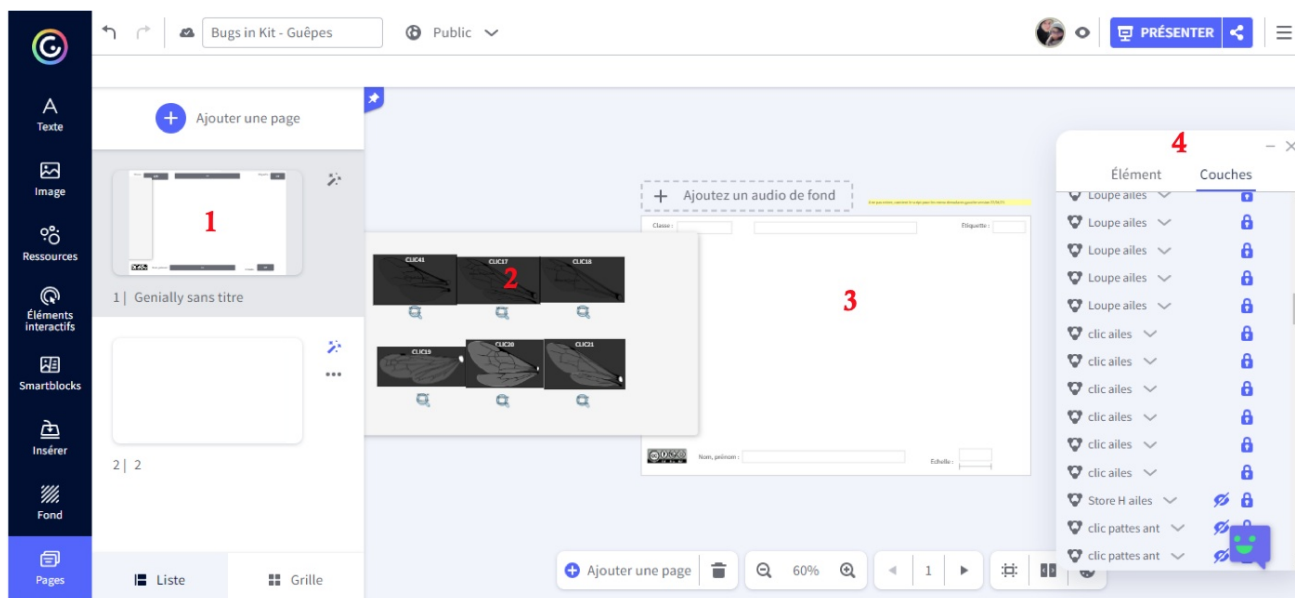 Bugs in Kit - Guêpes
Public
PRÉSENTER
Texte
Image
Ressources
Éléments
interactifs
Smartblocks
Insérer
Fond
Pages
Ajouter une page
1
1 | Genially sans titre
2 | 2
Liste
Grille
Ajoutez un audio de fond
Classe :
Etiquette :
CLIC41
CLIC17
CLIC18
2
CLIC19
CLIC20
CLIC21
3
Nom, prénom :
Echelle :
Ajouter une page
60%
1
4
Élément
Couches
Loupe ailes
Loupe ailes
Loupe ailes
Loupe ailes
Loupe ailes
clic ailes
clic ailes
clic ailes
clic ailes
clic ailes
clic ailes
Store H ailes
clic pattes ant
clic pattes ant